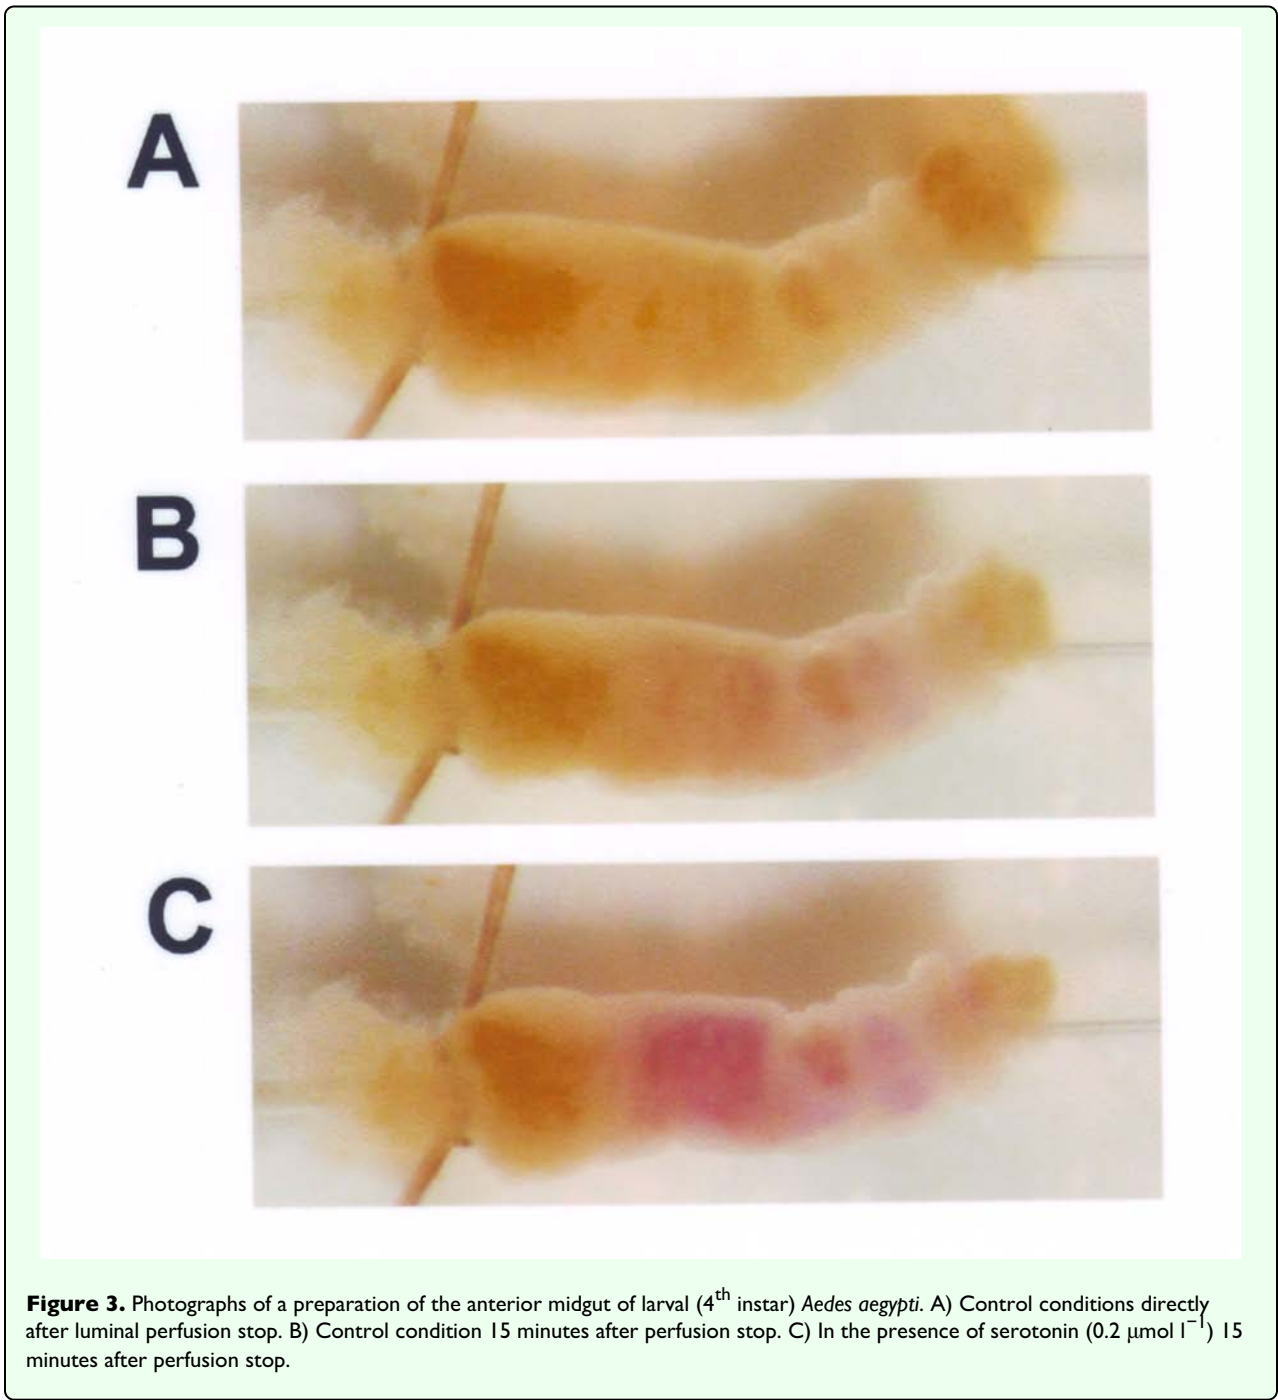 A
B
C
Figure 3. Photographs of a preparation of the anterior midgut of larval (4th instar) Aedes aegypti. A) Control conditions directly
after luminal perfusion stop. B) Control condition 15 minutes after perfusion stop. C) In the presence of serotonin (0.2 μmol l⁻¹) 15
minutes after perfusion stop.